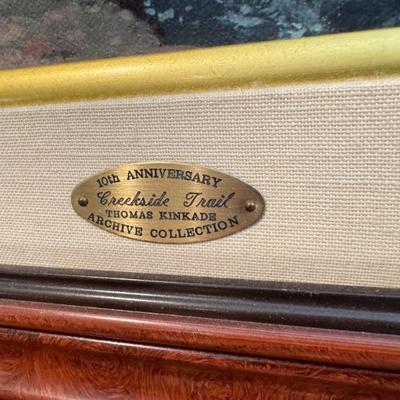 10th ANNIVERSARY
Creekside Trail
THOMAS KINKADE
ARCHIVE COLLECTION